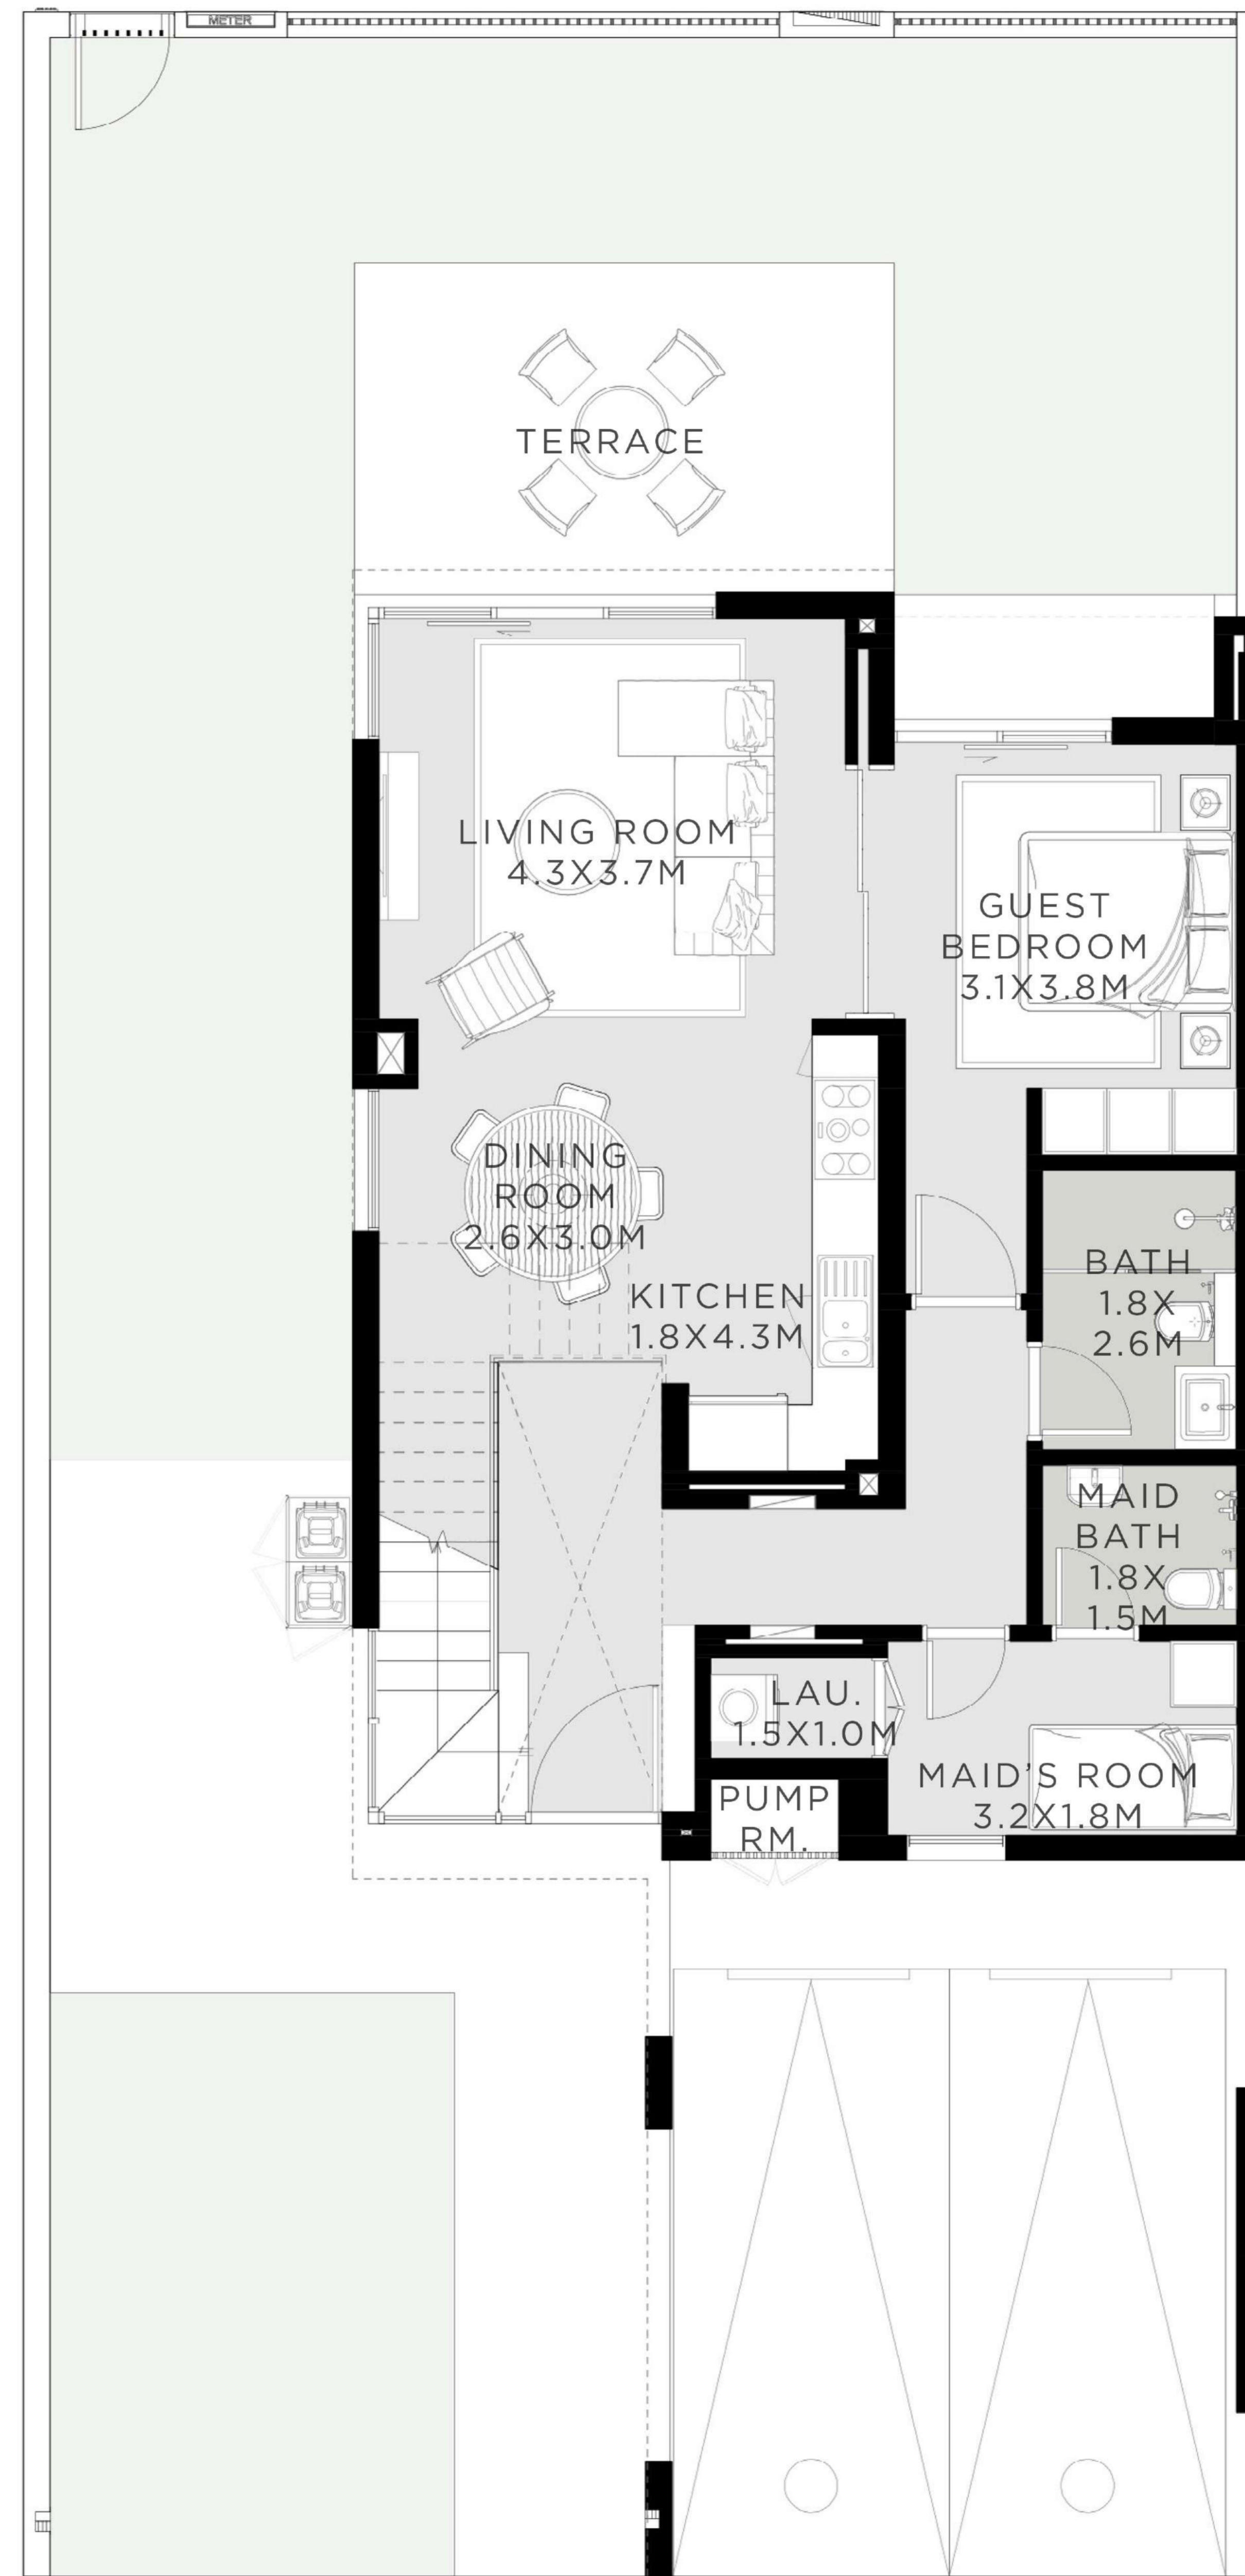 METER
TERRACE
LIVING ROOM
4.3X3.7M
GUEST
BEDROOM
3.1X3.8M
DINING
ROOM
2.6X3.0M
KITCHEN
1.8X4.3M
BATH
1.8X
2.6M
MAID
BATH
1.8X
1.5M
LAU.
1.5X1.0M
MAID'S ROOM
3.2X1.8M
PUMP
RM.